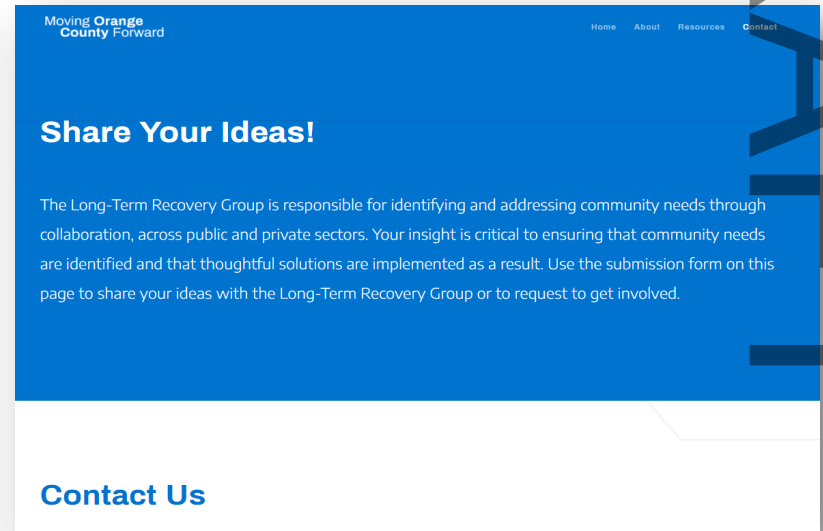 Moving Orange
County Forward
Home About Resources Contact
Share Your Ideas!
The Long-Term Recovery Group is responsible for identifying and addressing community needs through
collaboration, across public and private sectors. Your insight is critical to ensuring that community needs
are identified and that thoughtful solutions are implemented as a result. Use the submission form on this
page to share your ideas with the Long-Term Recovery Group or to request to get involved.
Contact Us